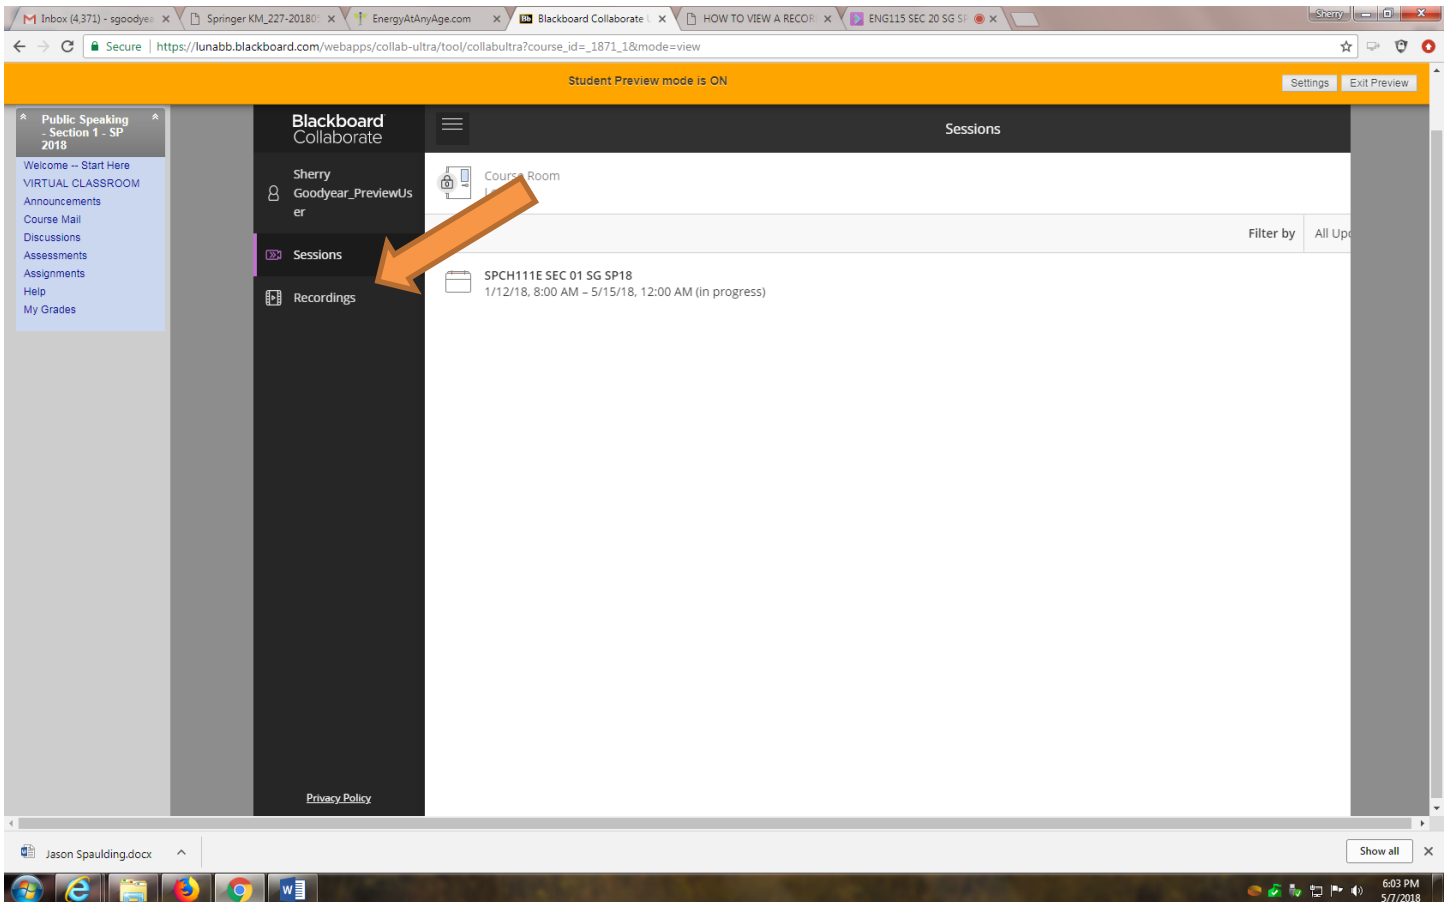 Inbox (4,371) - sgoodyea
Springer KM_227-20180
EnergyAtAnyAge.com
Blackboard Collaborate
HOW TO VIEW A RECOR
ENG115 SEC 20 SG SP
Sherry
Secure
https://lunabb.blackboard.com/webapps/collab-ultra/tool/collabultra?course_id=_1871_1&mode=view
Student Preview mode is ON
Settings
Exit Preview
Public Speaking
- Section 1 - SP
2018
Welcome -- Start Here
VIRTUAL CLASSROOM
Announcements
Course Mail
Discussions
Assessments
Assignments
Help
My Grades
Blackboard
Collaborate
Sherry
Goodyear_PreviewUs
er
Sessions
Recordings
Privacy Policy
Sessions
Course Room
Filter by
All Upc
SPCH111E SEC 01 SG SP18
1/12/18, 8:00 AM – 5/15/18, 12:00 AM (in progress)
Jason Spaulding.docx
Show all
6:03 PM
5/7/2018